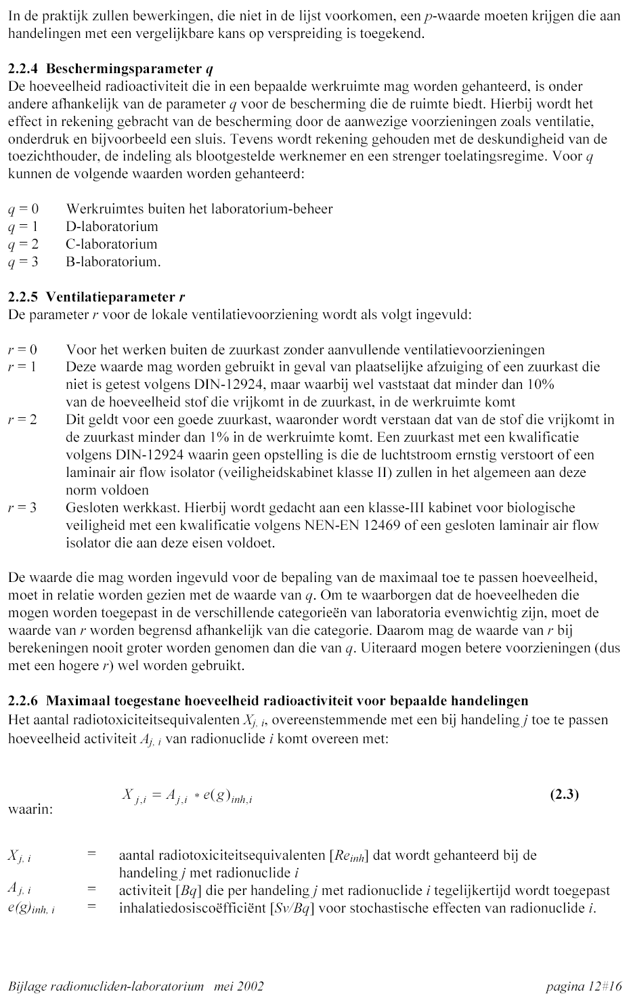 In de praktijk zullen bewerkingen, die niet in de lijst voorkomen, een p-waarde moeten krijgen die aan
handelingen met een vergelijkbare kans op verspreiding is toegekend.
2.2.4 Beschermingsparameter q
De hoeveelheid radioactiviteit die in een bepaalde werkruimte mag worden gehanteerd, is onder
andere afhankelijk van de parameter q voor de bescherming die de ruimte biedt. Hierbij wordt het
effect in rekening gebracht van de bescherming door de aanwezige voorzieningen zoals ventilatie,
onderdruk en bijvoorbeeld een sluis. Tevens wordt rekening gehouden met de deskundigheid van de
toezichthouder, de indeling als blootgestelde werknemer en een strenger toelatingsregime. Voor q
kunnen de volgende waarden worden gehanteerd:
q = 0 Werkruimtes buiten het laboratorium-beheer
q = 1 D-laboratorium
q = 2 C-laboratorium
q = 3 B-laboratorium.
2.2.5 Ventilatieparameter r
De parameter r voor de lokale ventilatievoorziening wordt als volgt ingevuld:
r = 0 Voor het werken buiten de zuurkast zonder aanvullende ventilatievoorzieningen
r = 1 Deze waarde mag worden gebruikt in geval van plaatselijke afzuiging of een zuurkast die
niet is getest volgens DIN-12924, maar waarbij wel vaststaat dat minder dan 10%
van de hoeveelheid stof die vrijkomt in de zuurkast, in de werkruimte komt
r = 2 Dit geldt voor een goede zuurkast, waaronder wordt verstaan dat van de stof die vrijkomt in
de zuurkast minder dan 1% in de werkruimte komt. Een zuurkast met een kwalificatie
volgens DIN-12924 waarin geen opstelling is die de luchtstroom ernstig verstoort of een
laminair air flow isolator (veiligheidskabinet klasse II) zullen in het algemeen aan deze
norm voldoen
r = 3 Gesloten werkkast. Hierbij wordt gedacht aan een klasse-III kabinet voor biologische
veiligheid met een kwalificatie volgens NEN-EN 12469 of een gesloten laminair air flow
isolator die aan deze eisen voldoet.
De waarde die mag worden ingevuld voor de bepaling van de maximaal toe te passen hoeveelheid,
moet in relatie worden gezien met de waarde van q. Om te waarborgen dat de hoeveelheden die
mogen worden toegepast in de verschillende categorieën van laboratoria evenwichtig zijn, moet de
waarde van r worden begrensd afhankelijk van die categorie. Daarom mag de waarde van r bij
berekeningen nooit groter worden genomen dan die van q. Uiteraard mogen betere voorzieningen (dus
met een hogere r) wel worden gebruikt.
2.2.6 Maximaal toegestane hoeveelheid radioactiviteit voor bepaalde handelingen
Het aantal radiotoxiciteitsequivalenten Xj, i, overeenstemmende met een bij handeling j toe te passen
hoeveelheid activiteit Aj, i van radionuclide i komt overeen met:
X j,i = A j,i * e(g)inh,i (2.3)
waarin:
Xj, i = aantal radiotoxiciteitsequivalenten [Reinh] dat wordt gehanteerd bij de
handeling j met radionuclide i
Aj, i = activiteit [Bq] die per handeling j met radionuclide i tegelijkertijd wordt toegepast
e(g)inh, i = inhalatiedosiscoëfficiënt [Sv/Bq] voor stochastische effecten van radionuclide i.
Bijlage radionucliden-laboratorium mei 2002 pagina 12#16